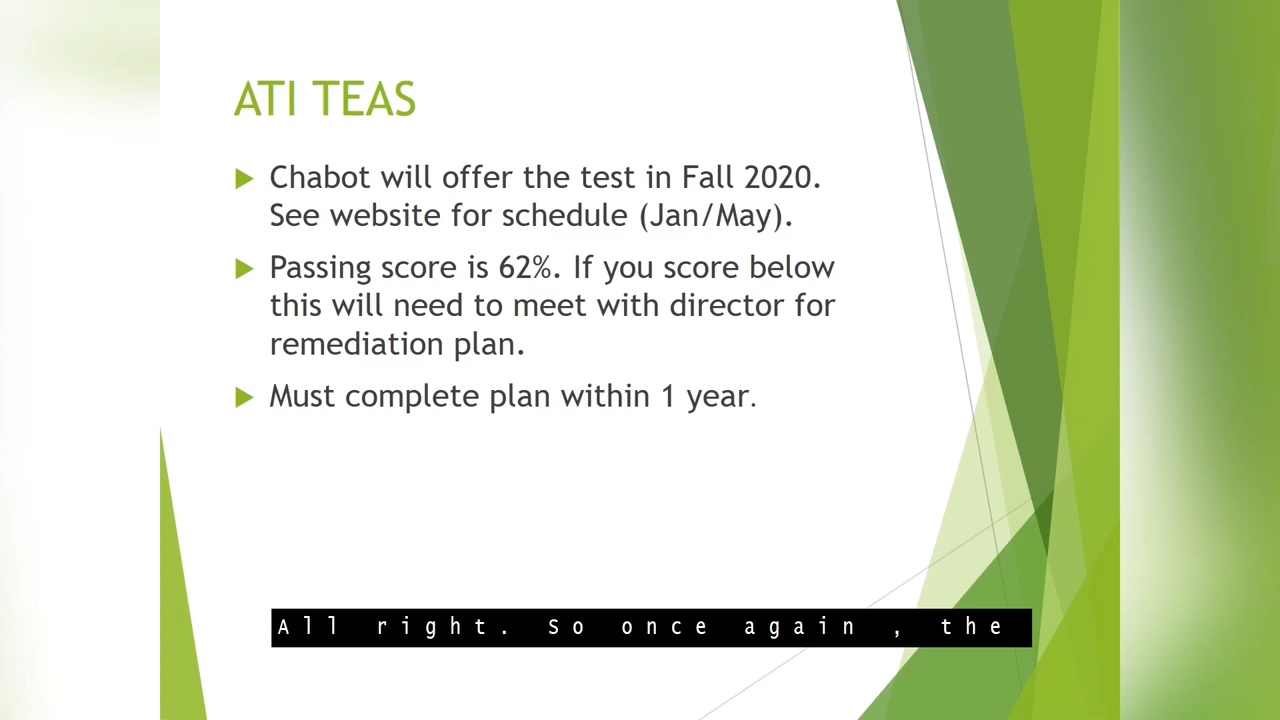 ATI TEAS
Chabot will offer the test in Fall 2020.
See website for schedule (Jan/May).
Passing score is 62%. If you score below
this will need to meet with director for
remediation plan.
Must complete plan within 1 year.
All right. So once again , the